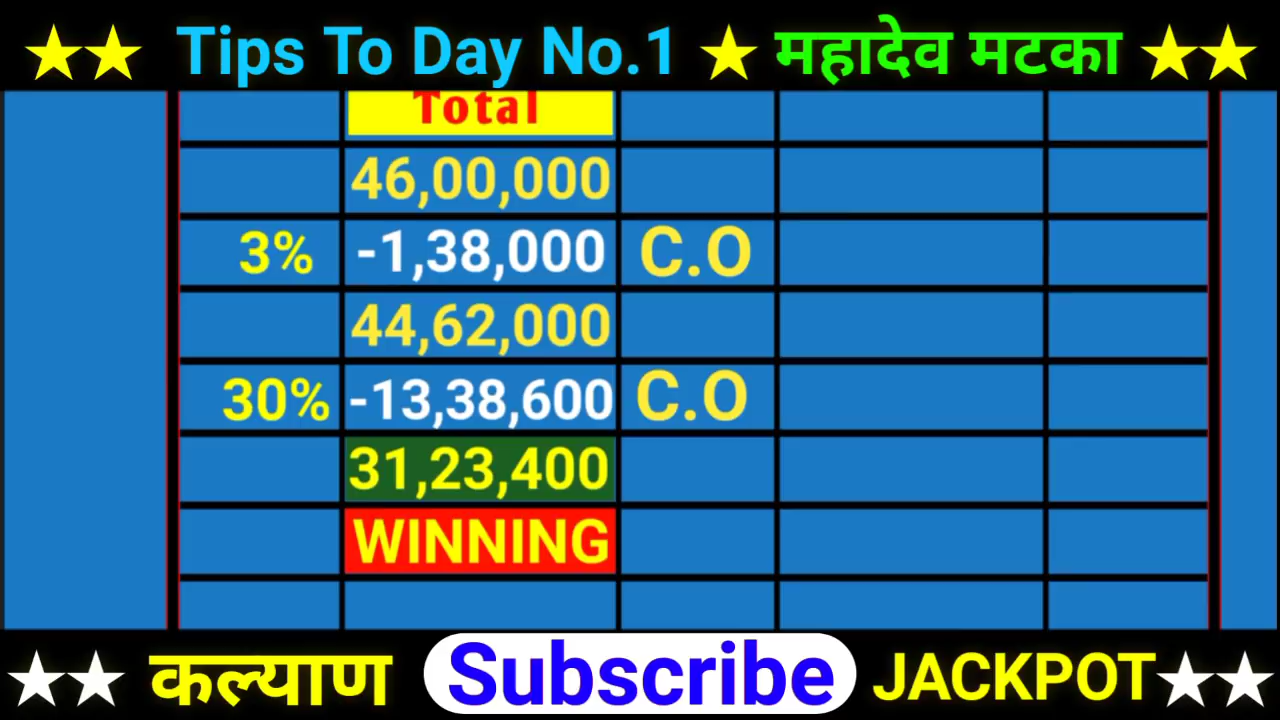 Tips To Day No.1 महादेव मटका
Total
46,00,000
3% -1,38,000 C.O
44,62,000
30% -13,38,600 C.O
31,23,400
WINNING
कल्याण Subscribe JACKPOT